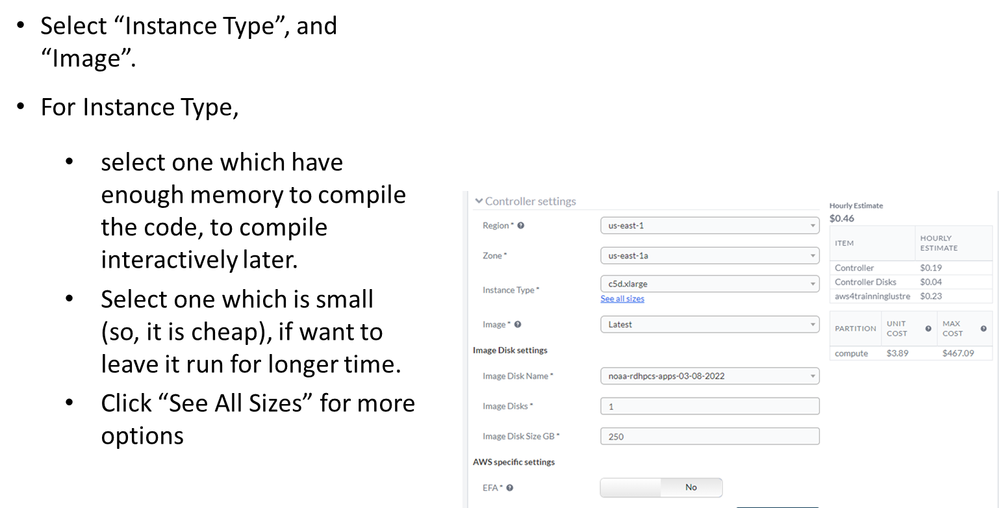 • Select “Instance Type”, and
“Image”.
• For Instance Type,
• select one which have
enough memory to compile
the code, to compile
interactively later.
• Select one which is small
(so, it is cheap), if want to
leave it run for longer time.
• Click “See All Sizes” for more
options
Controller settings
Region *
us-east-1
Zone *
us-east-1a
Instance Type *
c5d.xlarge
See all sizes
Image *
Latest
Image Disk settings
Image Disk Name *
noaa-rdhpcs-apps-03-08-2022
Image Disks *
1
Image Disk Size GB *
250
AWS specific settings
EFA *
No
Hourly Estimate
$0.46
ITEM
HOURLY
ESTIMATE
Controller $0.19
Controller Disks $0.04
aws4trainninglustre $0.23
PARTITION
UNIT
COST
MAX
COST
compute $3.89 $467.09